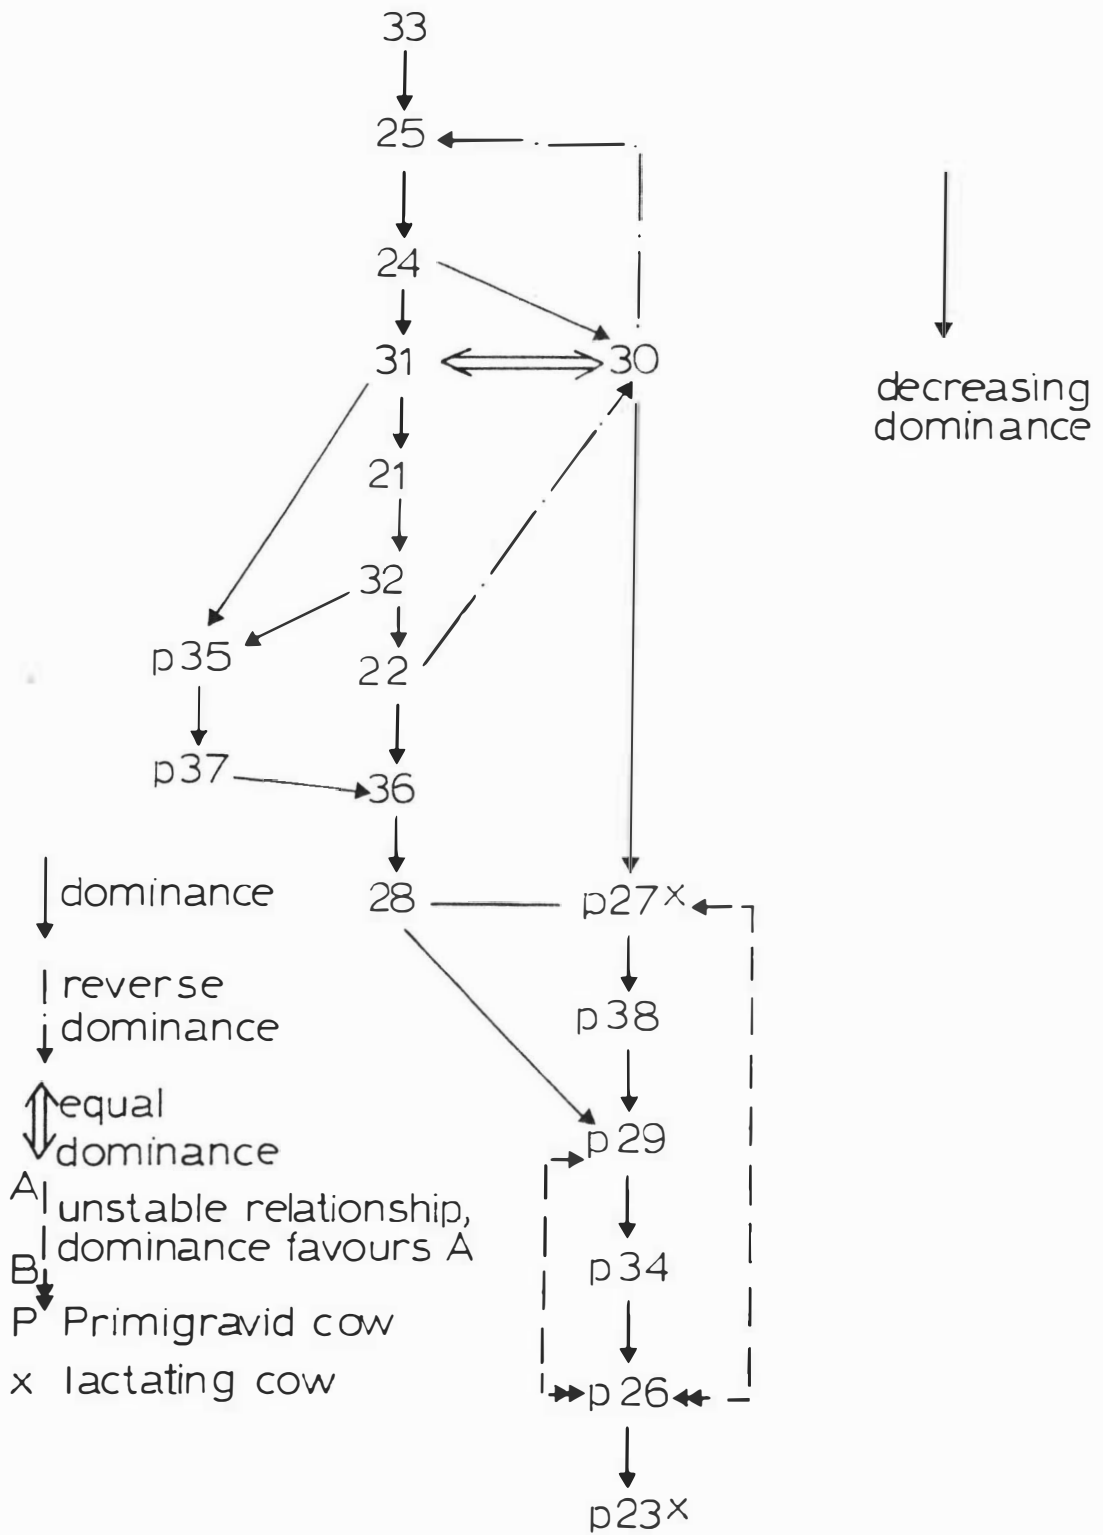 33
25
24
31 30
21
32
p35
22
p37
36
28 p27x
p38
p29
p34
p26
p23x
decreasing
dominance
dominance
reverse
dominance
equal
dominance
A
unstable relationship,
dominance favours A
B
P Primigravid cow
x lactating cow